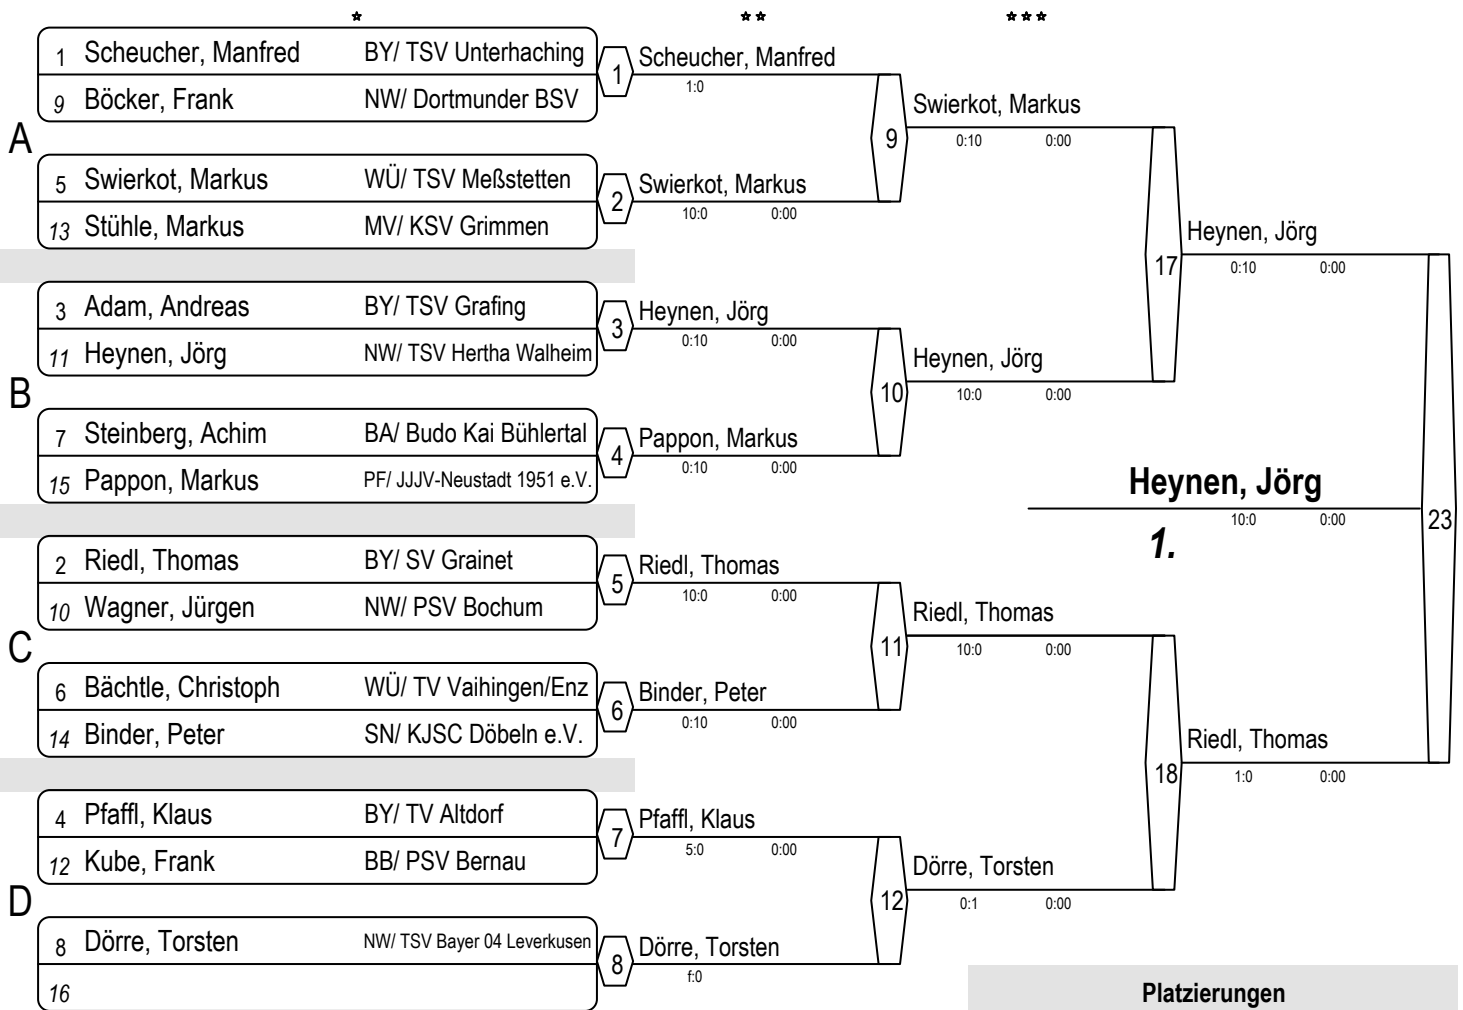 * ** ***
1 Scheucher, Manfred BY/ TSV Unterhaching
9 Böcker, Frank NW/ Dortmunder BSV
1
Scheucher, Manfred
1:0
A
5 Swierkot, Markus WÜ/ TSV Meßstetten
13 Stühle, Markus MV/ KSV Grimmen
2
Swierkot, Markus
10:0 0:00
9
Swierkot, Markus
0:10 0:00
3 Adam, Andreas BY/ TSV Grafing
11 Heynen, Jörg NW/ TSV Hertha Walheim
3
Heynen, Jörg
0:10 0:00
B
7 Steinberg, Achim BA/ Budo Kai Bühlertal
15 Pappon, Markus PF/ JJJV-Neustadt 1951 e.V.
4
Pappon, Markus
0:10 0:00
10
Heynen, Jörg
10:0 0:00
17
Heynen, Jörg
0:10 0:00
2 Riedl, Thomas BY/ SV Grainet
10 Wagner, Jürgen NW/ PSV Bochum
5
Riedl, Thomas
10:0 0:00
C
6 Bächtle, Christoph WÜ/ TV Vaihingen/Enz
14 Binder, Peter SN/ KJSC Döbeln e.V.
6
Binder, Peter
0:10 0:00
11
Riedl, Thomas
10:0 0:00
4 Pfaffl, Klaus BY/ TV Altdorf
12 Kube, Frank BB/ PSV Bernau
7
Pfaffl, Klaus
5:0 0:00
D
8 Dörre, Torsten NW/ TSV Bayer 04 Leverkusen
16
8
Dörre, Torsten
f:0
12
Dörre, Torsten
0:1 0:00
18
Riedl, Thomas
1:0 0:00
23
Heynen, Jörg
10:0 0:00
1.
Platzierungen